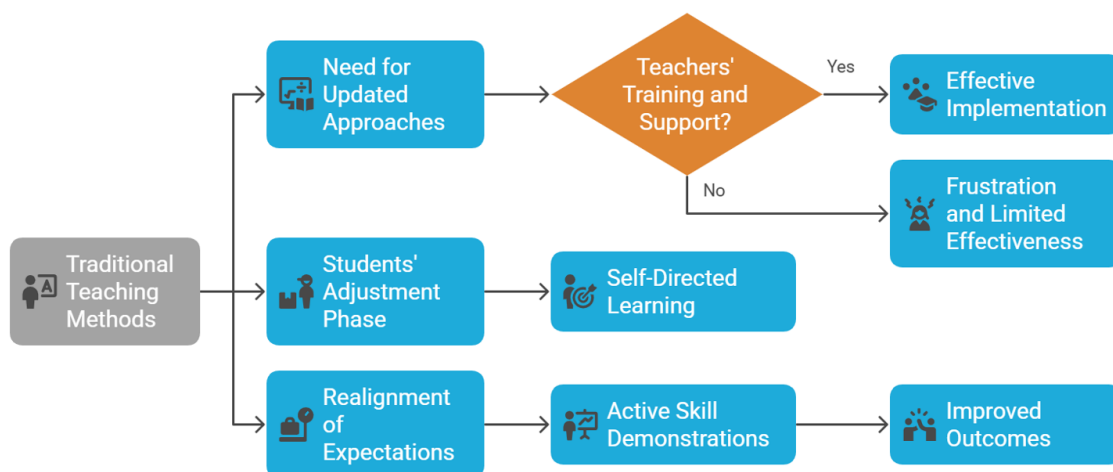 Need for
Updated
Approaches
Teachers'
Training and
Support?
Yes
Effective
Implementation
No
Frustration
and Limited
Effectiveness
Traditional
Teaching
Methods
A
Students'
Adjustment
Phase
Self-Directed
Learning
Realignment
of
Expectations
Active Skill
Demonstrations
Improved
Outcomes